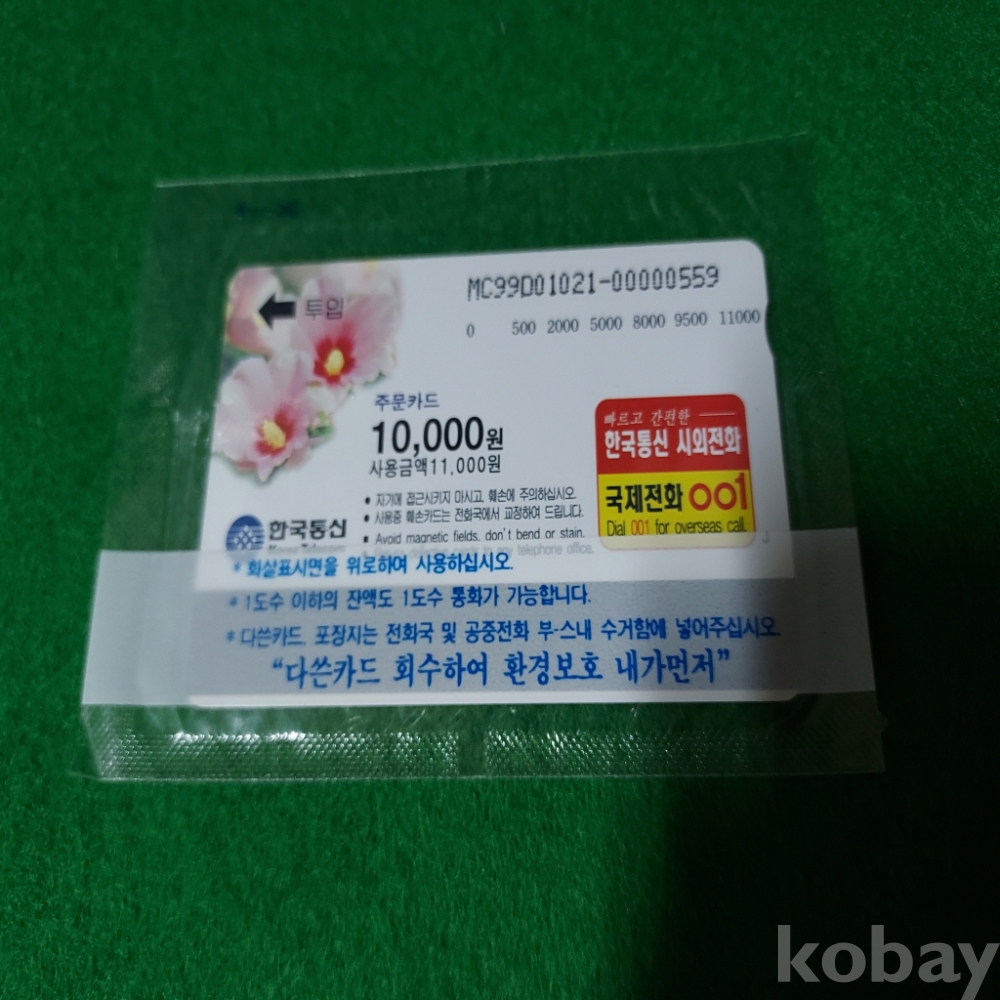 투입
MC99D01021-00000559
0 500 2000 5000 8000 9500 11000
주문카드
10,000원
사용금액11,000원
• 자기에 접근시키지 마시고, 훼손에 주의하십시오.
• 사용중 훼손카드는 전화국에서 교정하여 드립니다.
• Avoid magnetic fields, don't bend or stain.
telephone office.
빠르고 간편한
한국통신 시외전화
국제전화 001
Dial 001 for overseas call.
한국통신
Korea Telecom
* 화살표시면을 위로하여 사용하십시오.
* 1도수 이하의 잔액도 1도수 통화가 가능합니다.
* 다쓴카드, 포장지는 전화국 및 공중전화 부-스내 수거함에 넣어주십시오.
“다쓴카드 회수하여 환경보호 내가먼저”
kobay